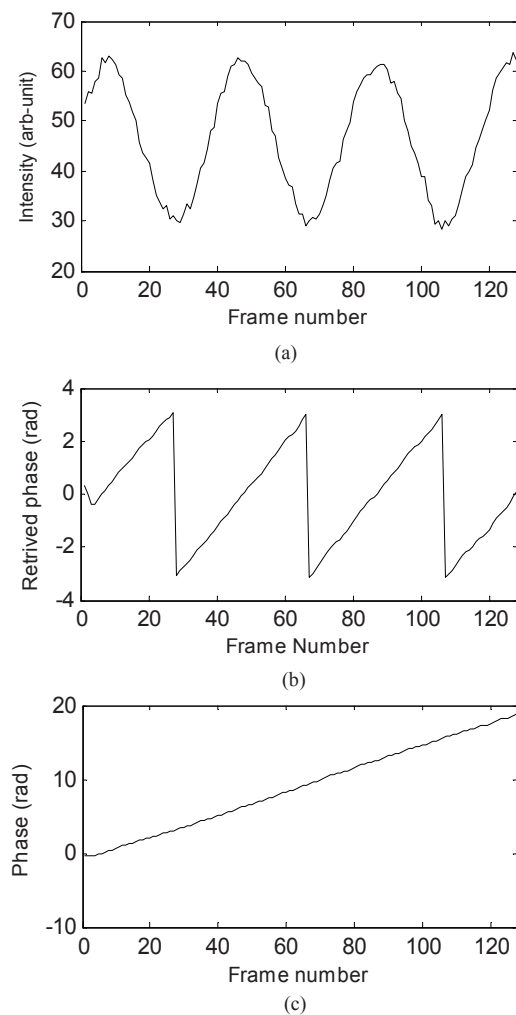 70
60
50
40
30
20
Intensity (arb-unit)
0 20 40 60 80 100 120
Frame number
(a)
4
2
0
-2
-4
Retrived phase (rad)
0 20 40 60 80 100 120
Frame Number
(b)
20
10
0
-10
Phase (rad)
0 20 40 60 80 100 120
Frame number
(c)